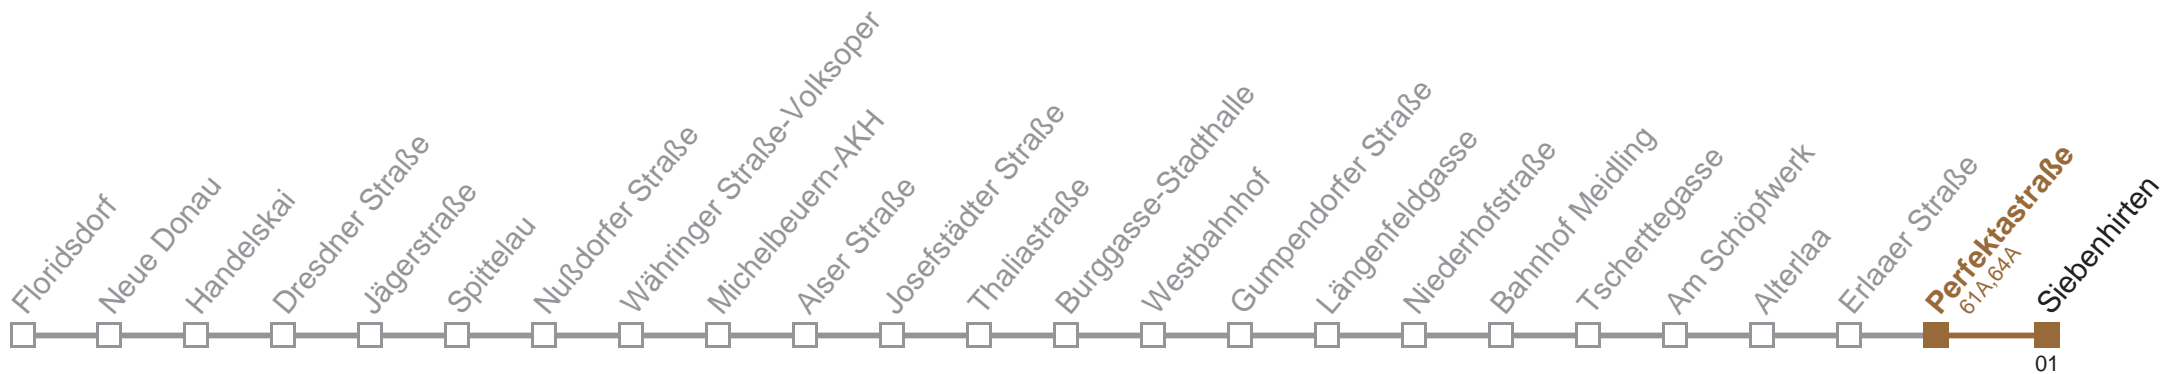 Floridsdorf
Neue Donau
Handelskai
Dresdner Straße
Jägerstraße
Spittelau
Nußdorfer Straße
Währinger Straße-Volksoper
Michelbeuern-AKH
Alser Straße
Josefstädter Straße
Thaliastraße
Burggasse-Stadthalle
Westbahnhof
Gumpendorfer Straße
Längenfeldgasse
Niederhofstraße
Bahnhof Meidling
Tscherttegasse
Am Schöpfwerk
Alterlaa
Erlaaer Straße
Perfektastraße
61A,64A
Siebenhirten
01